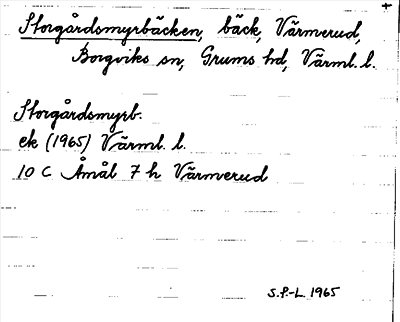 Storgårdsmyrbäcken, bäck, Värmerud,
Borgviks sn, Grums hd, Värml. l.
Storgårdsmyrb.
ek (1965) Värml. l.
10 C Åmål 7 h Värmerud
S.P.-L. 1965